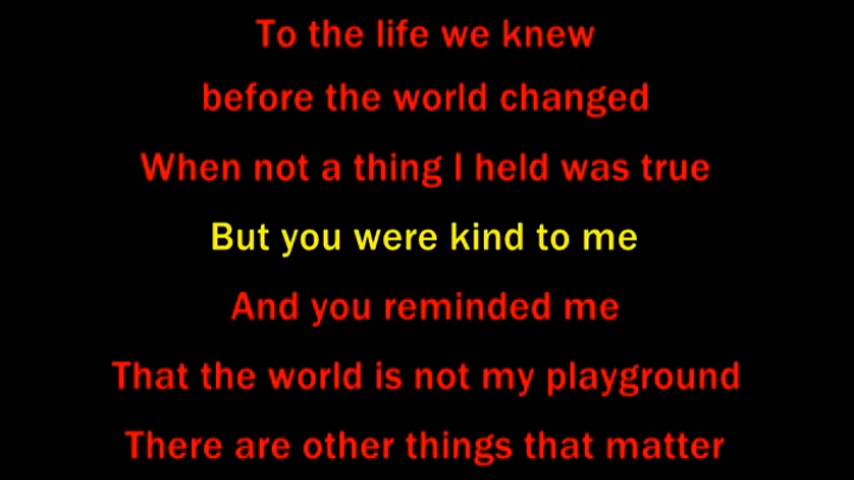 To the life we knew
before the world changed
When not a thing I held was true
But you were kind to me
And you reminded me
That the world is not my playground
There are other things that matter